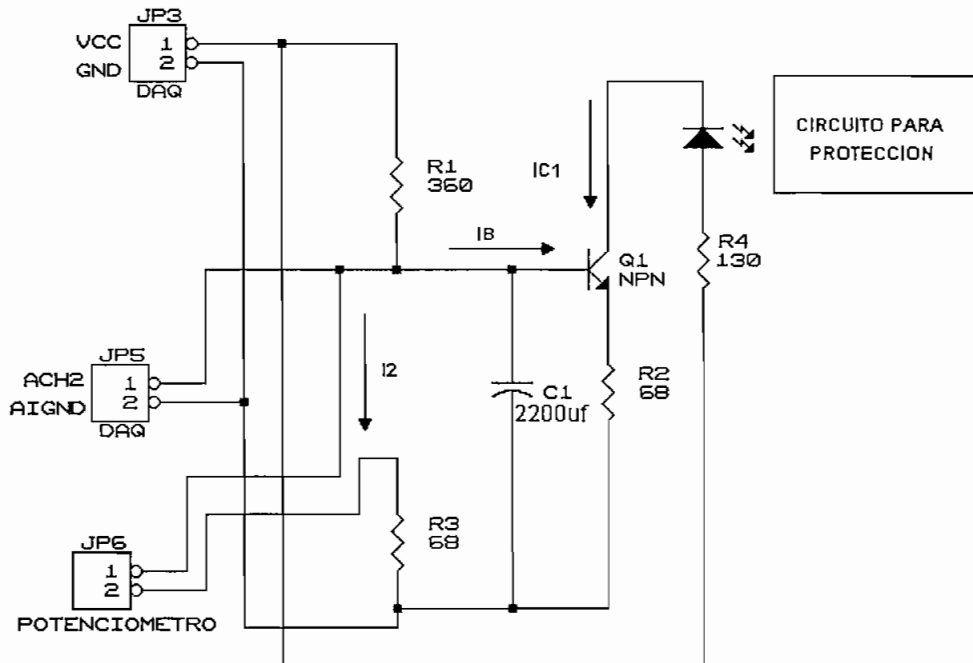 JP3
VCC 1
GND 2
DAQ
R1
360
IC1
CIRCUITO PARA
PROTECCION
IB
Q1
NPN
R4
130
JP5
ACH2 1
AIGND 2
DAQ
I2
C1
2200uf
R2
68
R3
68
JP6
1
2
POTENCIOMETRO